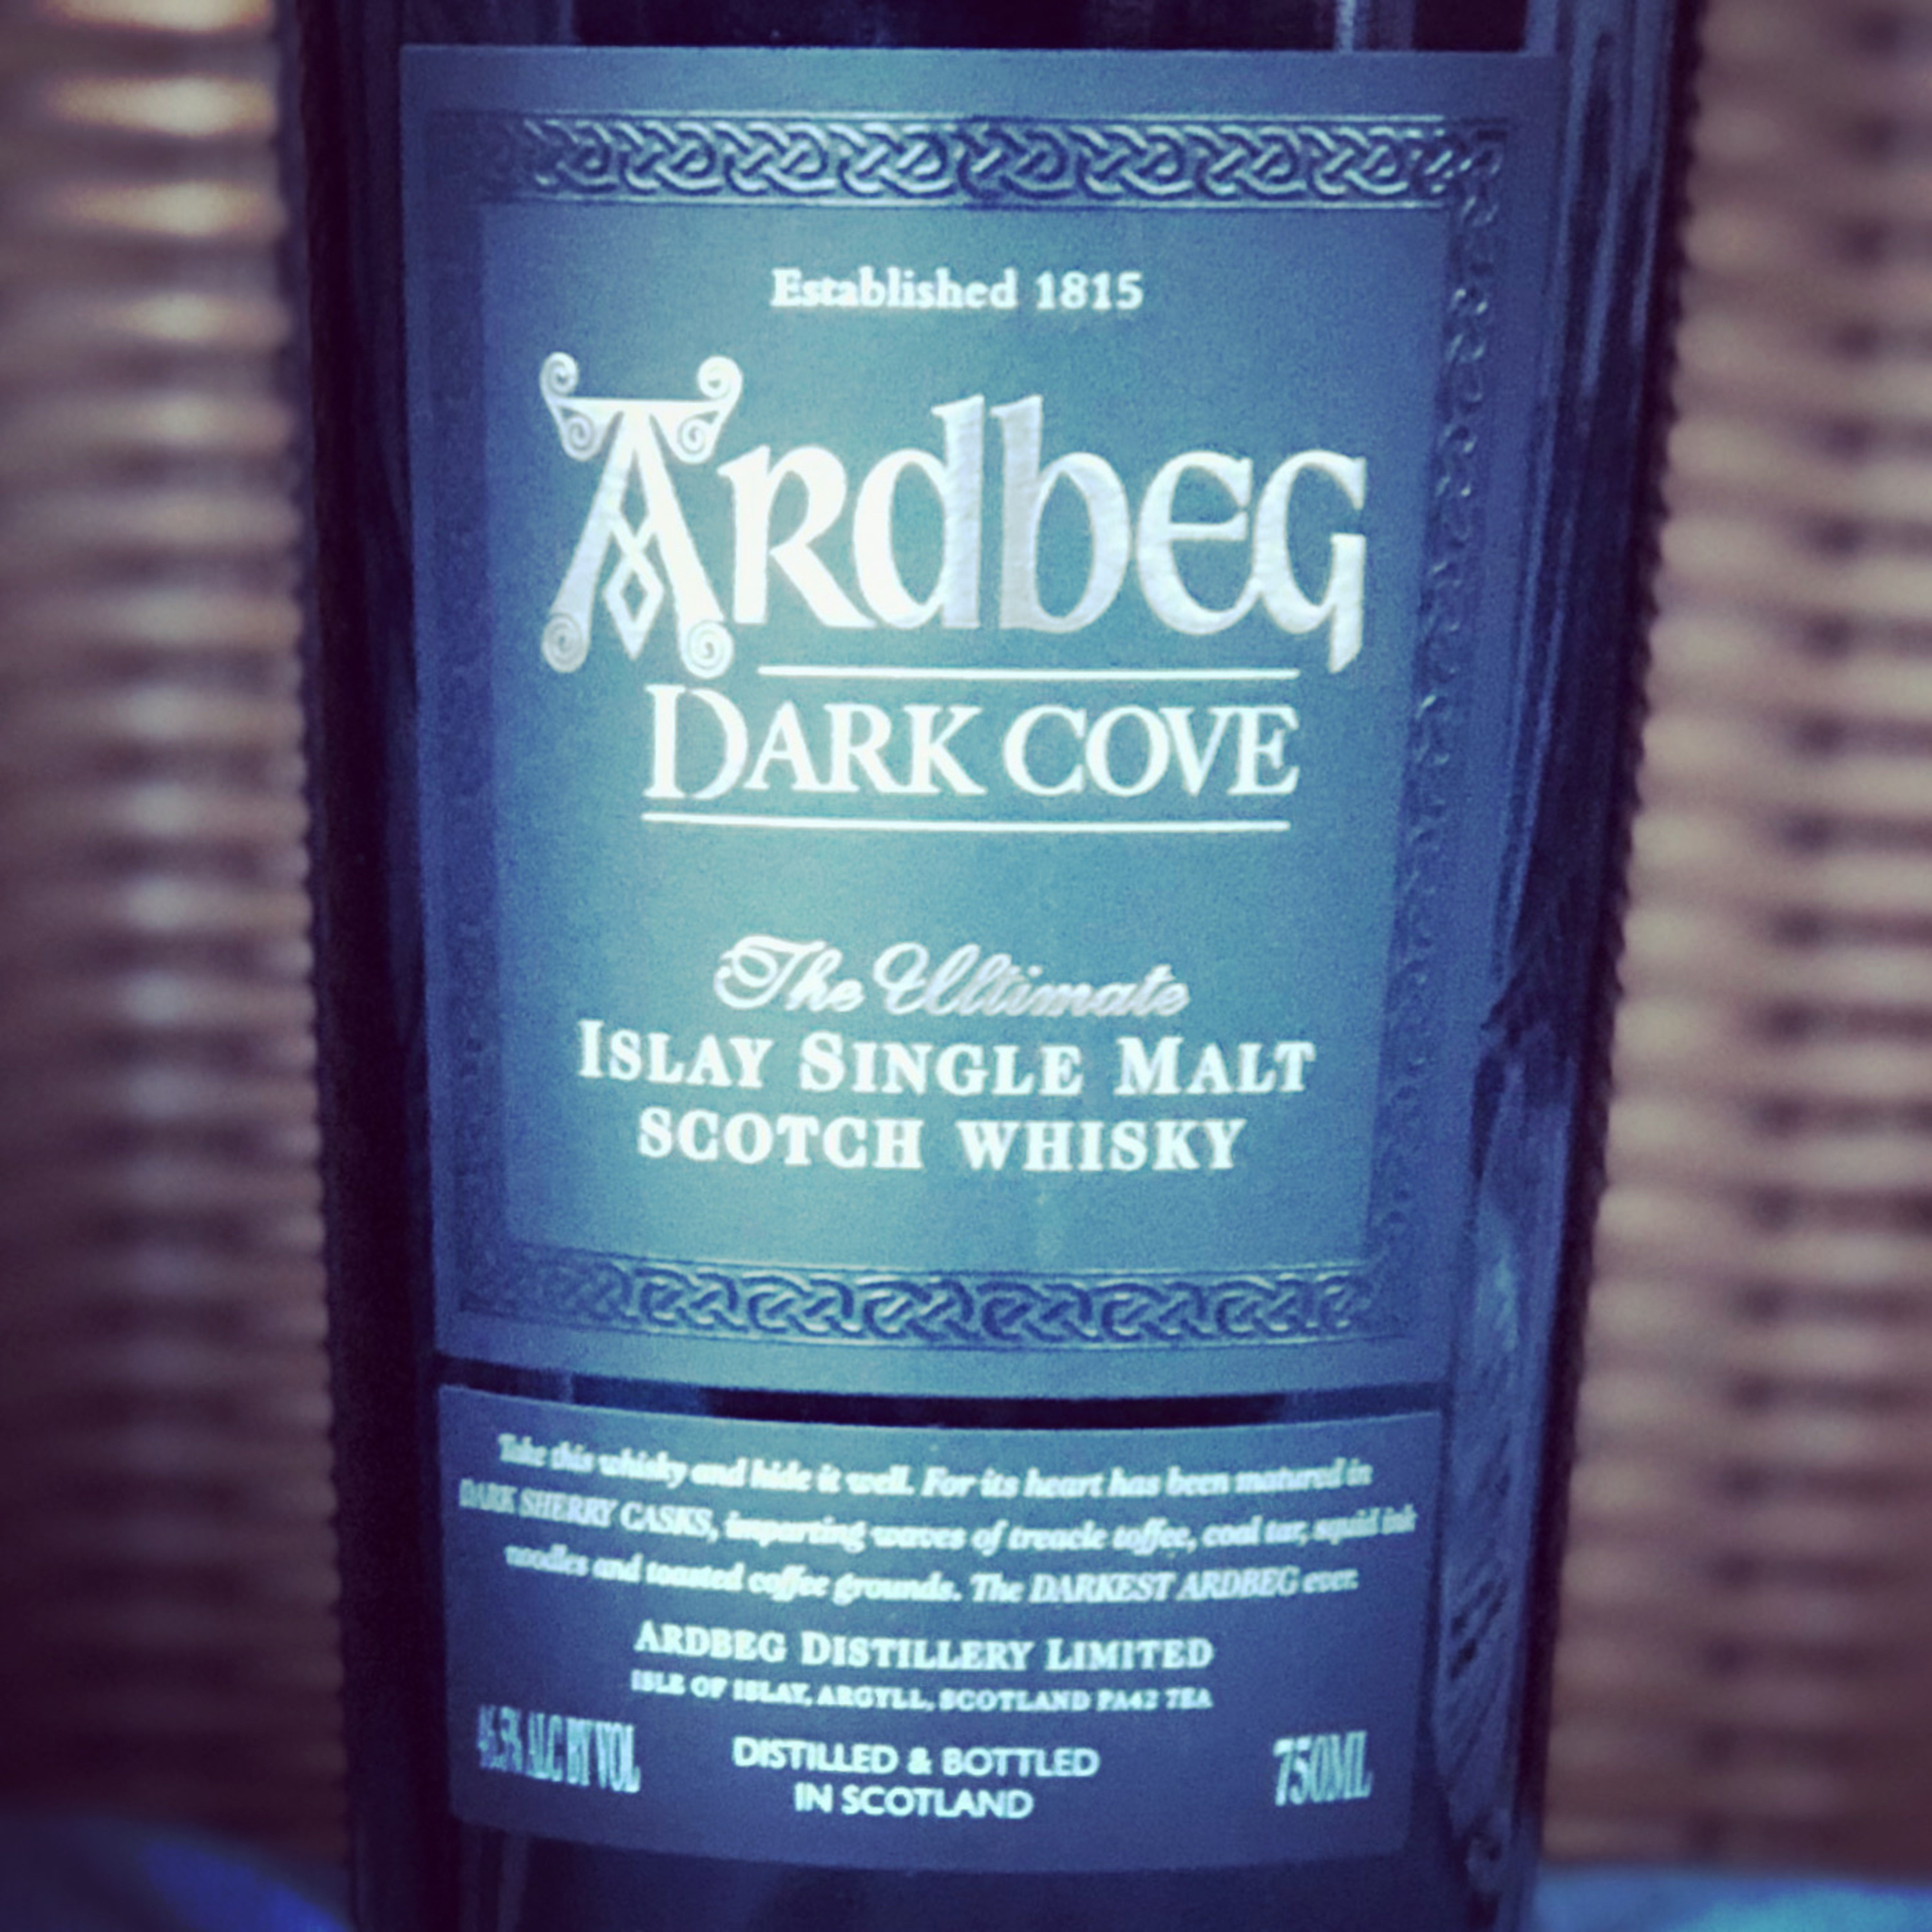 Established 1815
Ardbeg
DARK COVE
The Ultimate
ISLAY SINGLE MALT
SCOTCH WHISKY
Take this whisky and hide it well. For its heart has been matured in
DARK SHERRY CASKS, imparting waves of treacle toffee, coal tar, squid ink
noodles and toasted coffee grounds. The DARKEST ARDBEG ever.
ARDBEG DISTILLERY LIMITED
ISLE OF ISLAY, ARGYLL, SCOTLAND PA42 7EA
46.5% ALC BY VOL
DISTILLED & BOTTLED
IN SCOTLAND
750ML